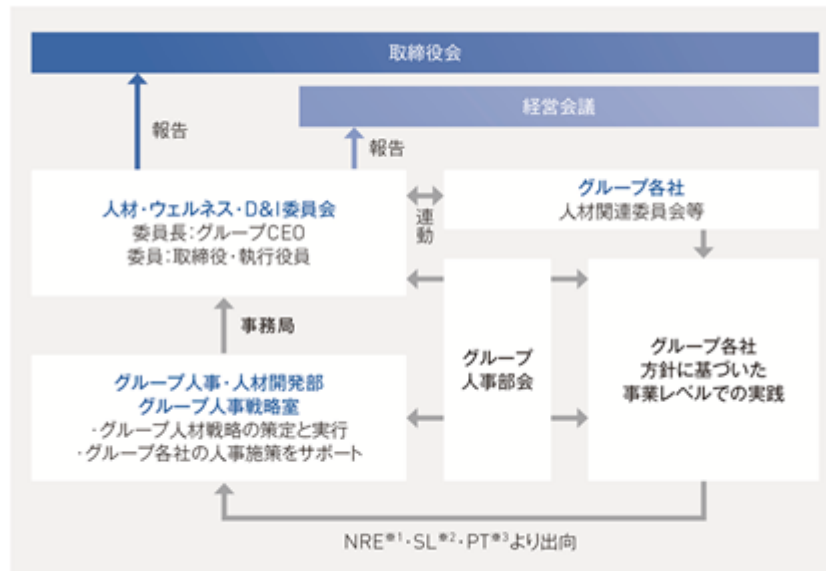 取締役会
経営会議
報告
報告
人材・ウェルネス・D&I委員会
委員長：グループCEO
委員：取締役・執行役員
連動
グループ各社
人材関連委員会等
事務局
グループ人事・人材開発部
グループ人事戦略室
・グループ人材戦略の策定と実行
・グループ各社の人事施策をサポート
グループ
人事部会
グループ各社
方針に基づいた
事業レベルでの実践
NRE※1・SL※2・PT※3より出向